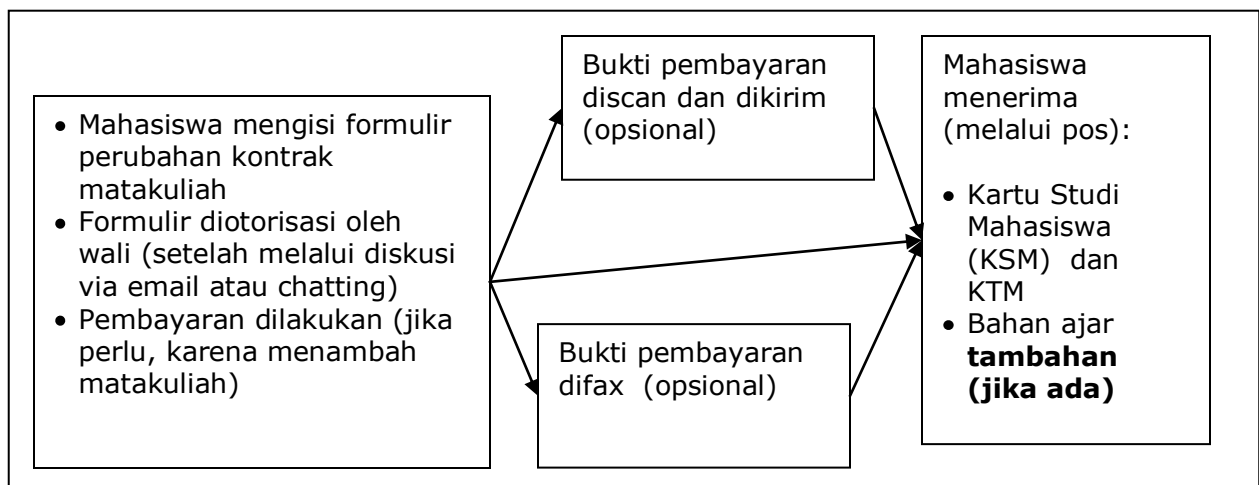 • Mahasiswa mengisi formulir
perubahan kontrak
matakuliah
• Formulir diotorisasi oleh
wali (setelah melalui diskusi
via email atau chatting)
• Pembayaran dilakukan (jika
perlu, karena menambah
matakuliah)
Bukti pembayaran
discan dan dikirim
(opsional)
Bukti pembayaran
difax (opsional)
Mahasiswa
menerima
(melalui pos):
• Kartu Studi
Mahasiswa
(KSM) dan
KTM
• Bahan ajar
tambahan
(jika ada)